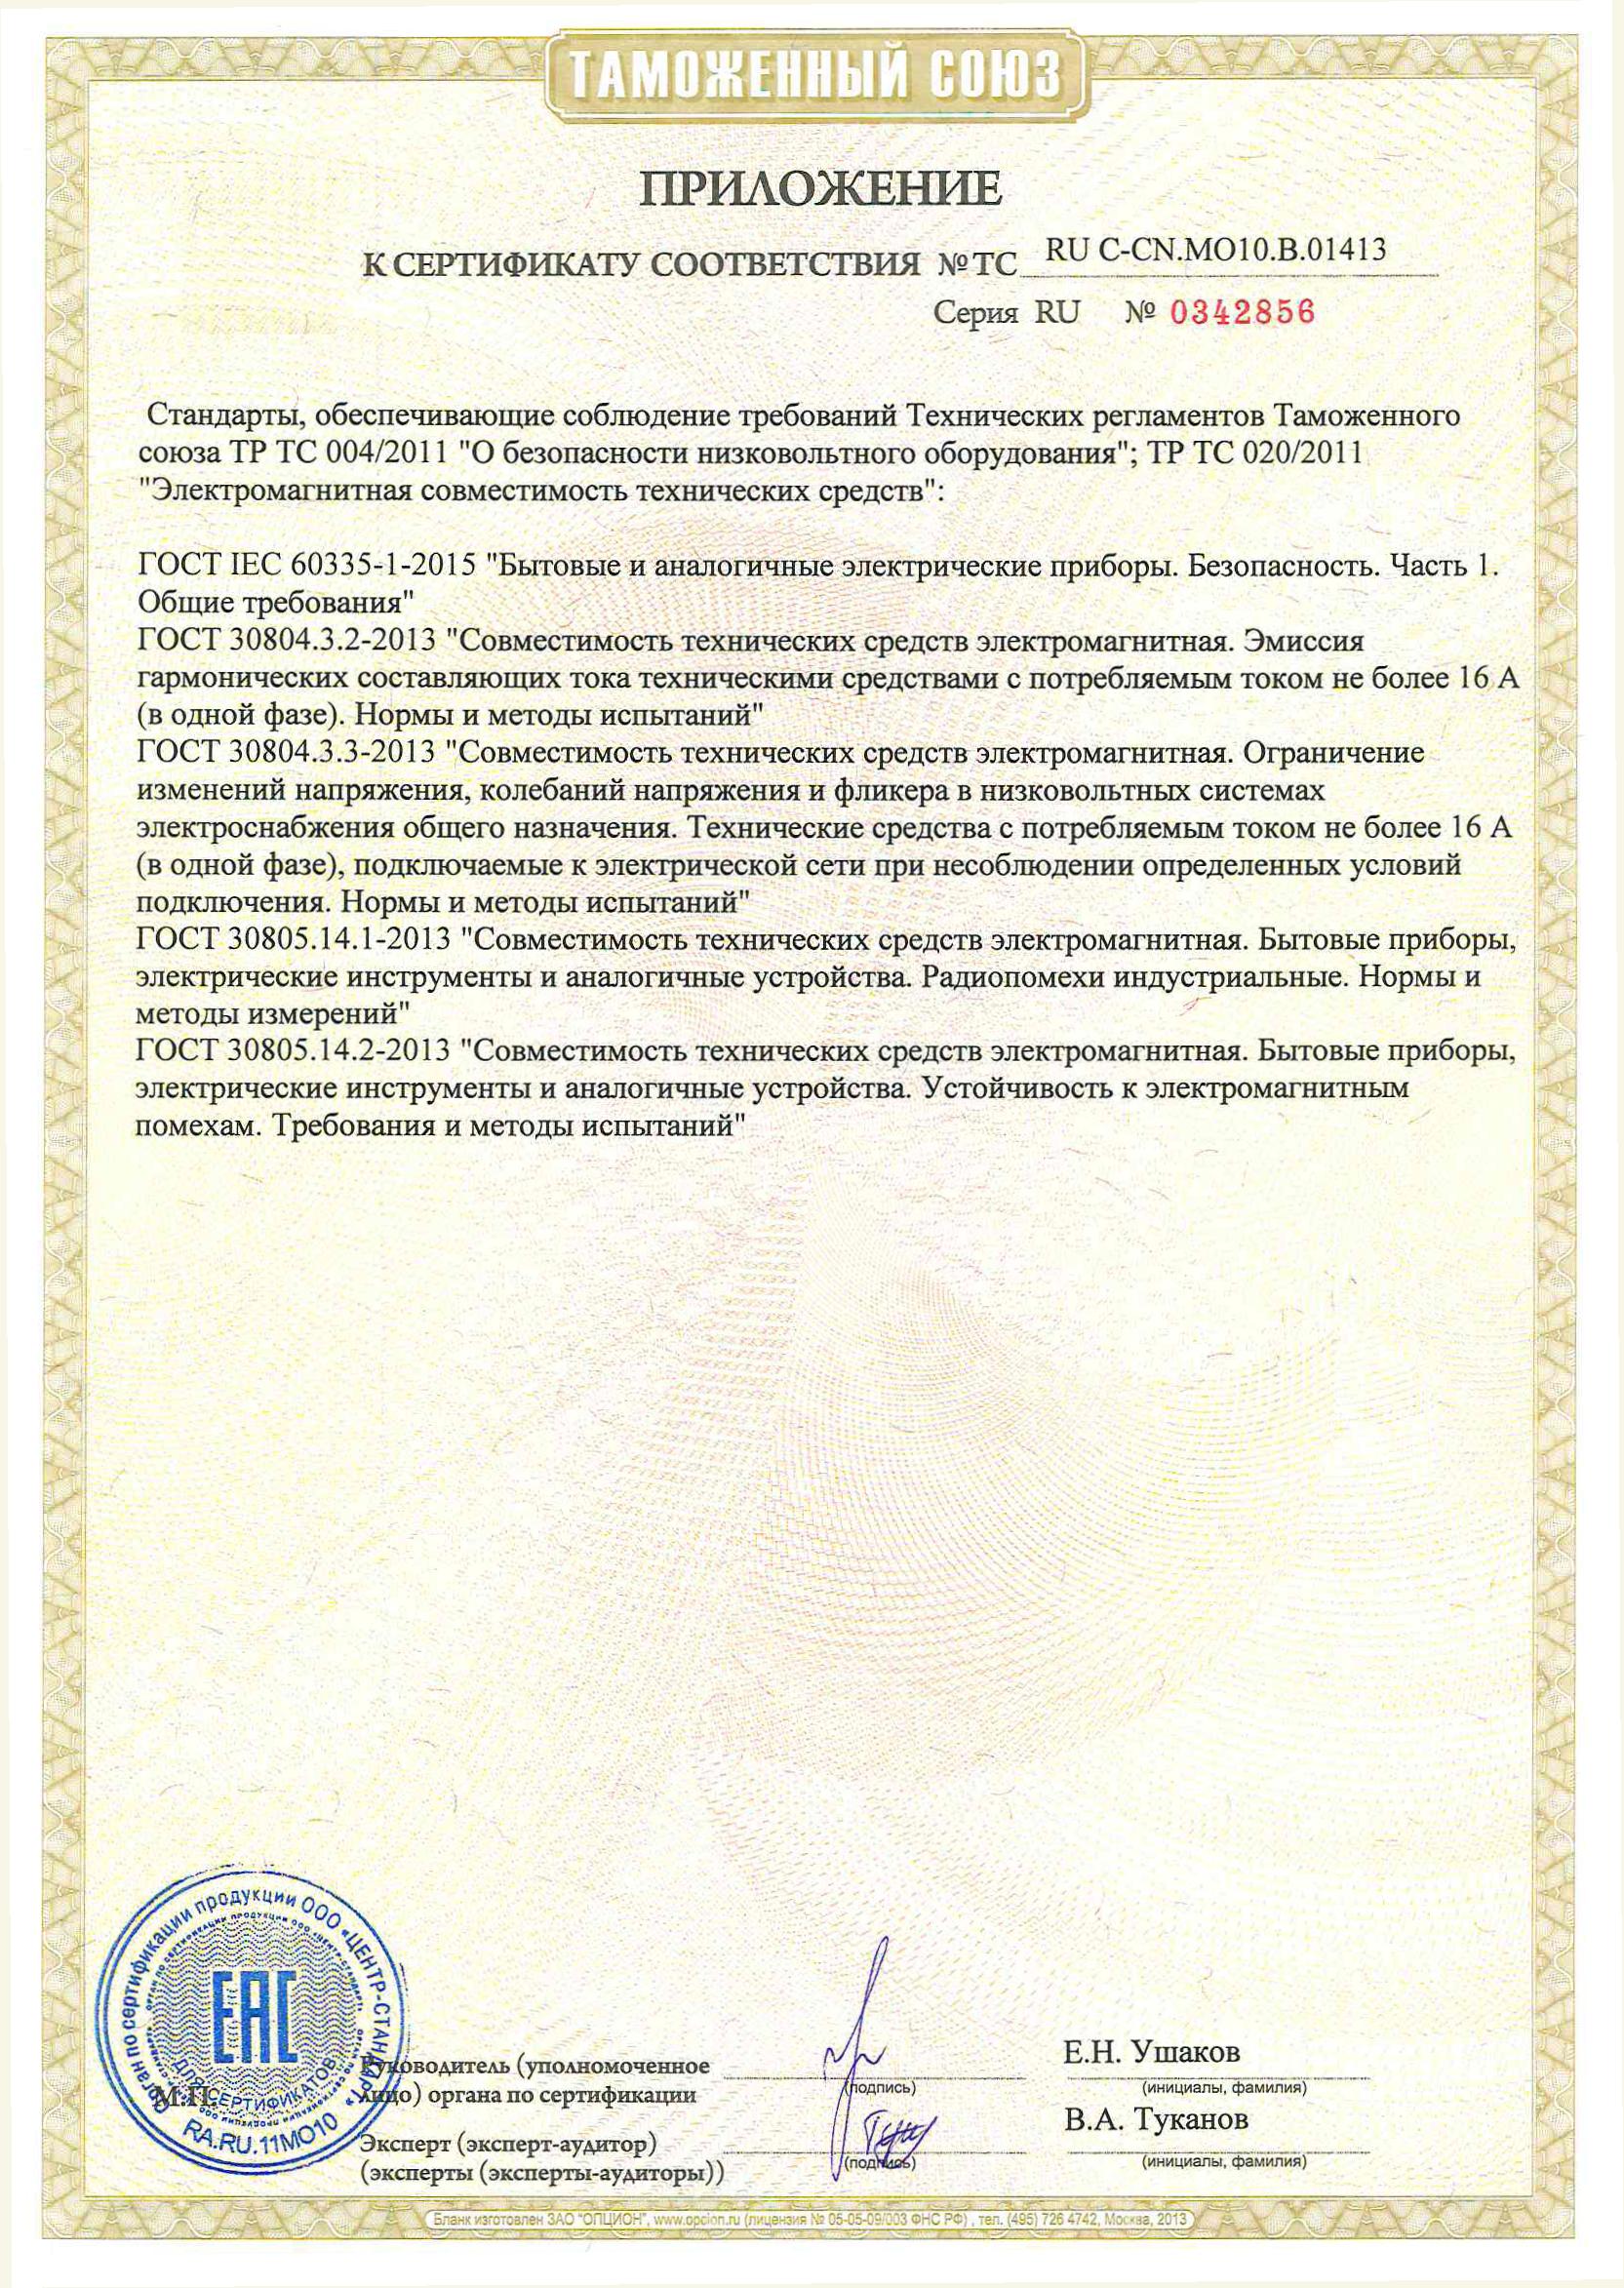 ТАМОЖЕННЫЙ СОЮЗ
ПРИЛОЖЕНИЕ
К СЕРТИФИКАТУ СООТВЕТСТВИЯ №ТС RU С-CN.МО10.В.01413
Серия RU № 0342856
Стандарты, обеспечивающие соблюдение требований Технических регламентов Таможенного
союза ТР ТС 004/2011 "О безопасности низковольтного оборудования"; ТР ТС 020/2011
"Электромагнитная совместимость технических средств":
ГОСТ IEC 60335-1-2015 "Бытовые и аналогичные электрические приборы. Безопасность. Часть 1.
Общие требования"
ГОСТ 30804.3.2-2013 "Совместимость технических средств электромагнитная. Эмиссия
гармонических составляющих тока техническими средствами с потребляемым током не более 16 А
(в одной фазе). Нормы и методы испытаний"
ГОСТ 30804.3.3-2013 "Совместимость технических средств электромагнитная. Ограничение
изменений напряжения, колебаний напряжения и фликера в низковольтных системах
электроснабжения общего назначения. Технические средства с потребляемым током не более 16 А
(в одной фазе), подключаемые к электрической сети при несоблюдении определенных условий
подключения. Нормы и методы испытаний"
ГОСТ 30805.14.1-2013 "Совместимость технических средств электромагнитная. Бытовые приборы,
электрические инструменты и аналогичные устройства. Радиопомехи индустриальные. Нормы и
методы измерений"
ГОСТ 30805.14.2-2013 "Совместимость технических средств электромагнитная. Бытовые приборы,
электрические инструменты и аналогичные устройства. Устойчивость к электромагнитным
помехам. Требования и методы испытаний"
Орган по сертификации продукции ООО «ЦЕНТР-СТАНДАРТ»
ЕАС
ДЛЯ СЕРТИФИКАТОВ
RA.RU.11МО10
М.П.
Руководитель (уполномоченное
лицо) органа по сертификации
(подпись)
Е.Н. Ушаков
(инициалы, фамилия)
Эксперт (эксперт-аудитор)
(эксперты (эксперты-аудиторы))
(подпись)
В.А. Туканов
(инициалы, фамилия)
Бланк изготовлен ЗАО "ОПЦИОН", www.opcion.ru (лицензия № 05-05-09/003 ФНС РФ), тел. (495) 726 4742, Москва, 2013